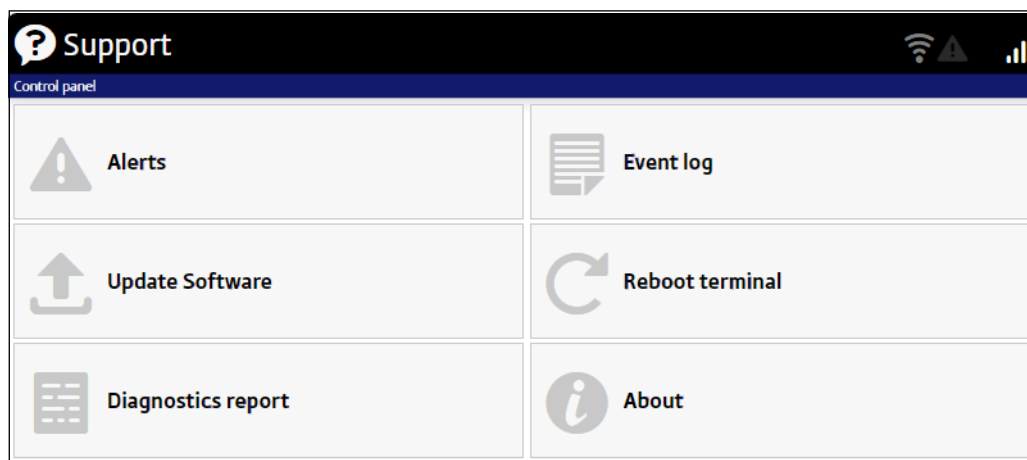 Support
Control panel
Alerts
Event log
Update Software
Reboot terminal
Diagnostics report
About